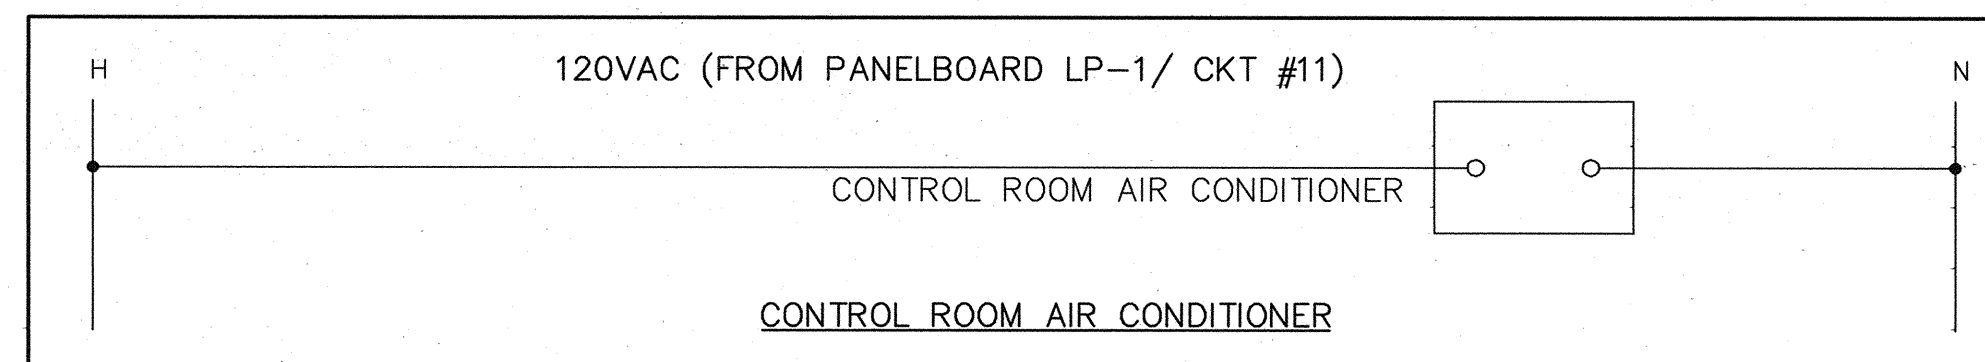 H 120VAC (FROM PANELBOARD LP-1/ CKT #11) N
CONTROL ROOM AIR CONDITIONER
CONTROL ROOM AIR CONDITIONER